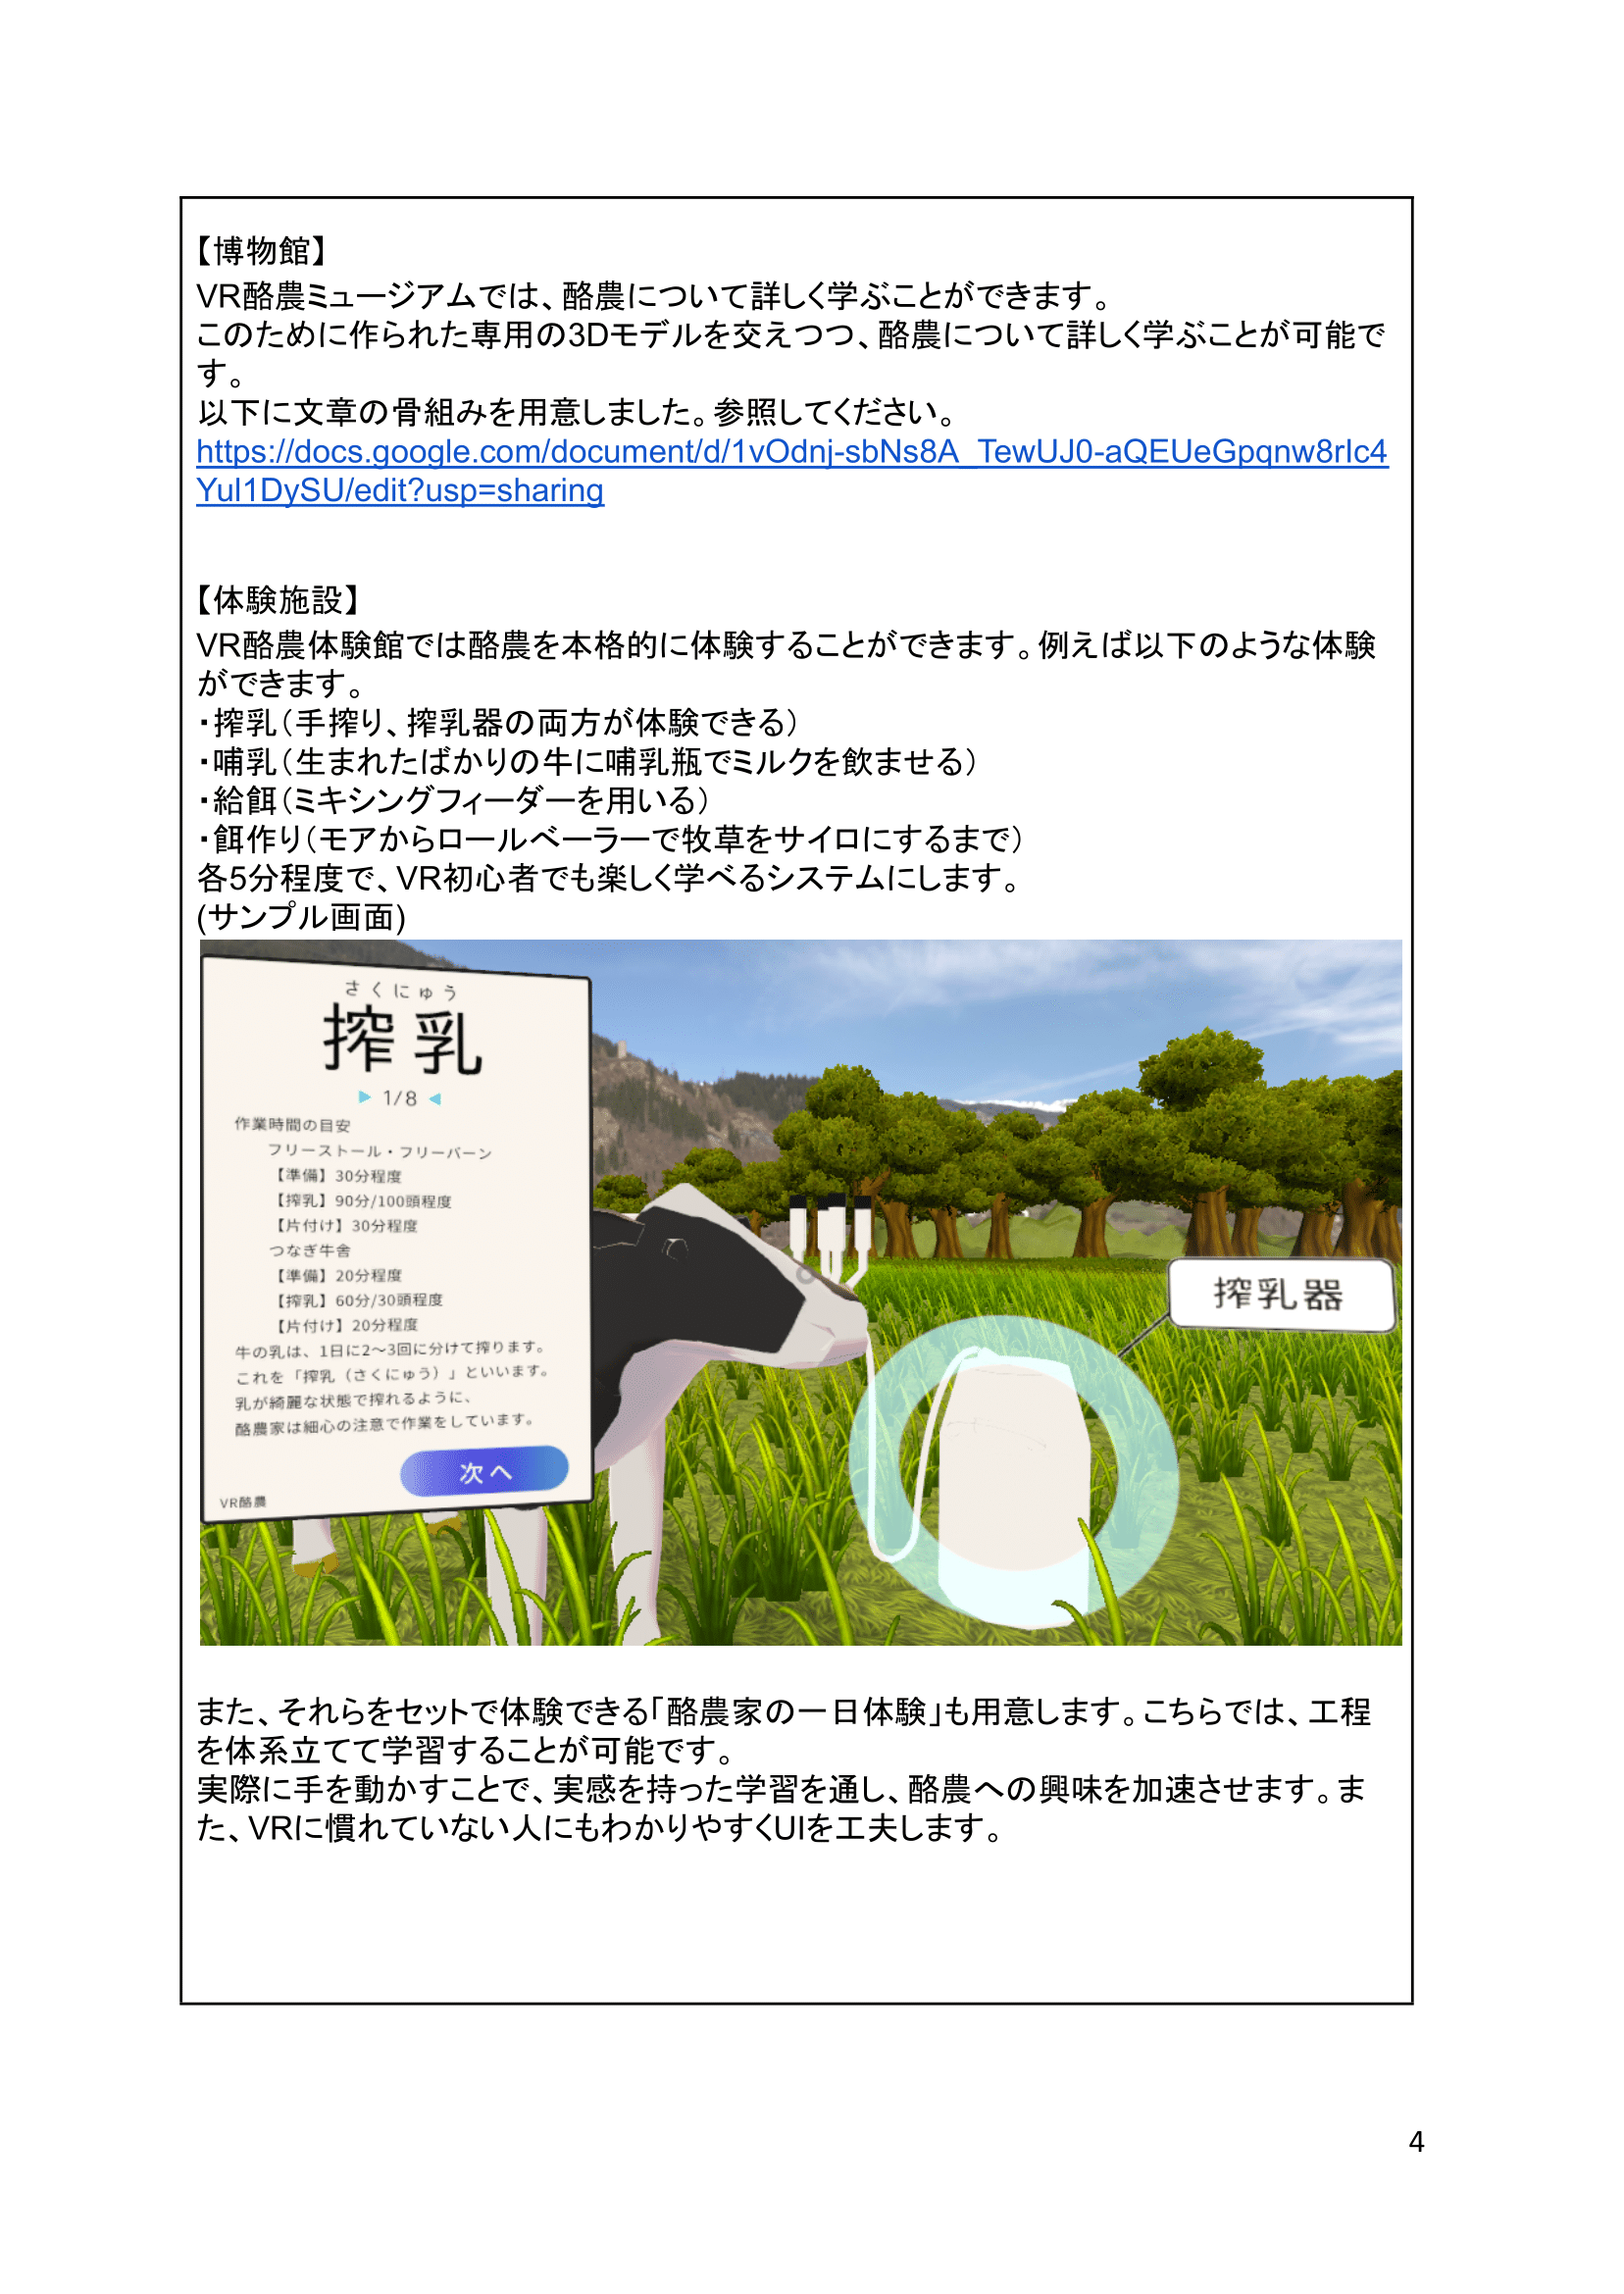 【博物館】
VR酪農ミュージアムでは、酪農について詳しく学ぶことができます。
このために作られた専用の3Dモデルを交えつつ、酪農について詳しく学ぶことが可能で
す。
以下に文章の骨組みを用意しました。参照してください。
https://docs.google.com/document/d/1vOdnj-sbNs8A_TewUJ0-aQEUeGpqnw8rIc4
Yul1DySU/edit?usp=sharing
【体験施設】
VR酪農体験館では酪農を本格的に体験することができます。例えば以下のような体験
ができます。
・搾乳（手搾り、搾乳器の両方が体験できる）
・哺乳（生まれたばかりの牛に哺乳瓶でミルクを飲ませる）
・給餌（ミキシングフィーダーを用いる）
・餌作り（モアからロールベーラーで牧草をサイロにするまで）
各5分程度で、VR初心者でも楽しく学べるシステムにします。
(サンプル画面)
さくにゅう
搾乳
▶ 1/8 ◀
作業時間の目安
フリーストール・フリーバーン
【準備】30分程度
【搾乳】90分/100頭程度
【片付け】30分程度
つなぎ牛舎
【準備】20分程度
【搾乳】60分/30頭程度
【片付け】20分程度
牛の乳は、1日に2〜3回に分けて搾ります。
これを「搾乳（さくにゅう）」といいます。
乳が綺麗な状態で搾れるように、
酪農家は細心の注意で作業をしています。
次へ
VR酪農
搾乳器
また、それらをセットで体験できる「酪農家の一日体験」も用意します。こちらでは、工程
を体系立てて学習することが可能です。
実際に手を動かすことで、実感を持った学習を通し、酪農への興味を加速させます。ま
た、VRに慣れていない人にもわかりやすくUIを工夫します。
4